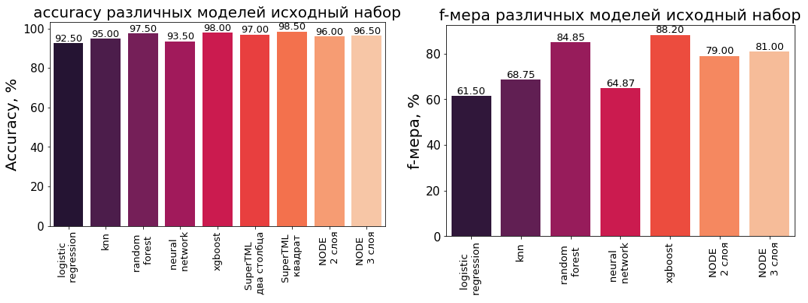 accuracy различных моделей исходный набор
Accuracy, %
100
80
60
40
20
0
92.50
95.00
97.50
93.50
98.00
97.00
98.50
96.00
96.50
logistic
regression
knn
random
forest
neural
network
xgboost
SuperTML
два столбца
SuperTML
квадрат
NODE
2 слоя
NODE
3 слоя
f-мера различных моделей исходный набор
f-мера, %
80
60
40
20
0
61.50
68.75
84.85
64.87
88.20
79.00
81.00
logistic
regression
knn
random
forest
neural
network
xgboost
NODE
2 слоя
NODE
3 слоя